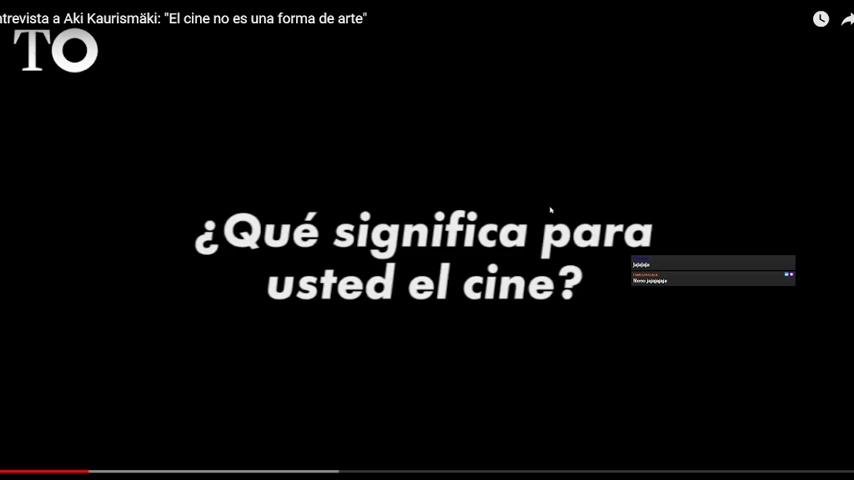 ntrevista a Aki Kaurismäki: "El cine no es una forma de arte"
TO
¿Qué significa para
usted el cine?